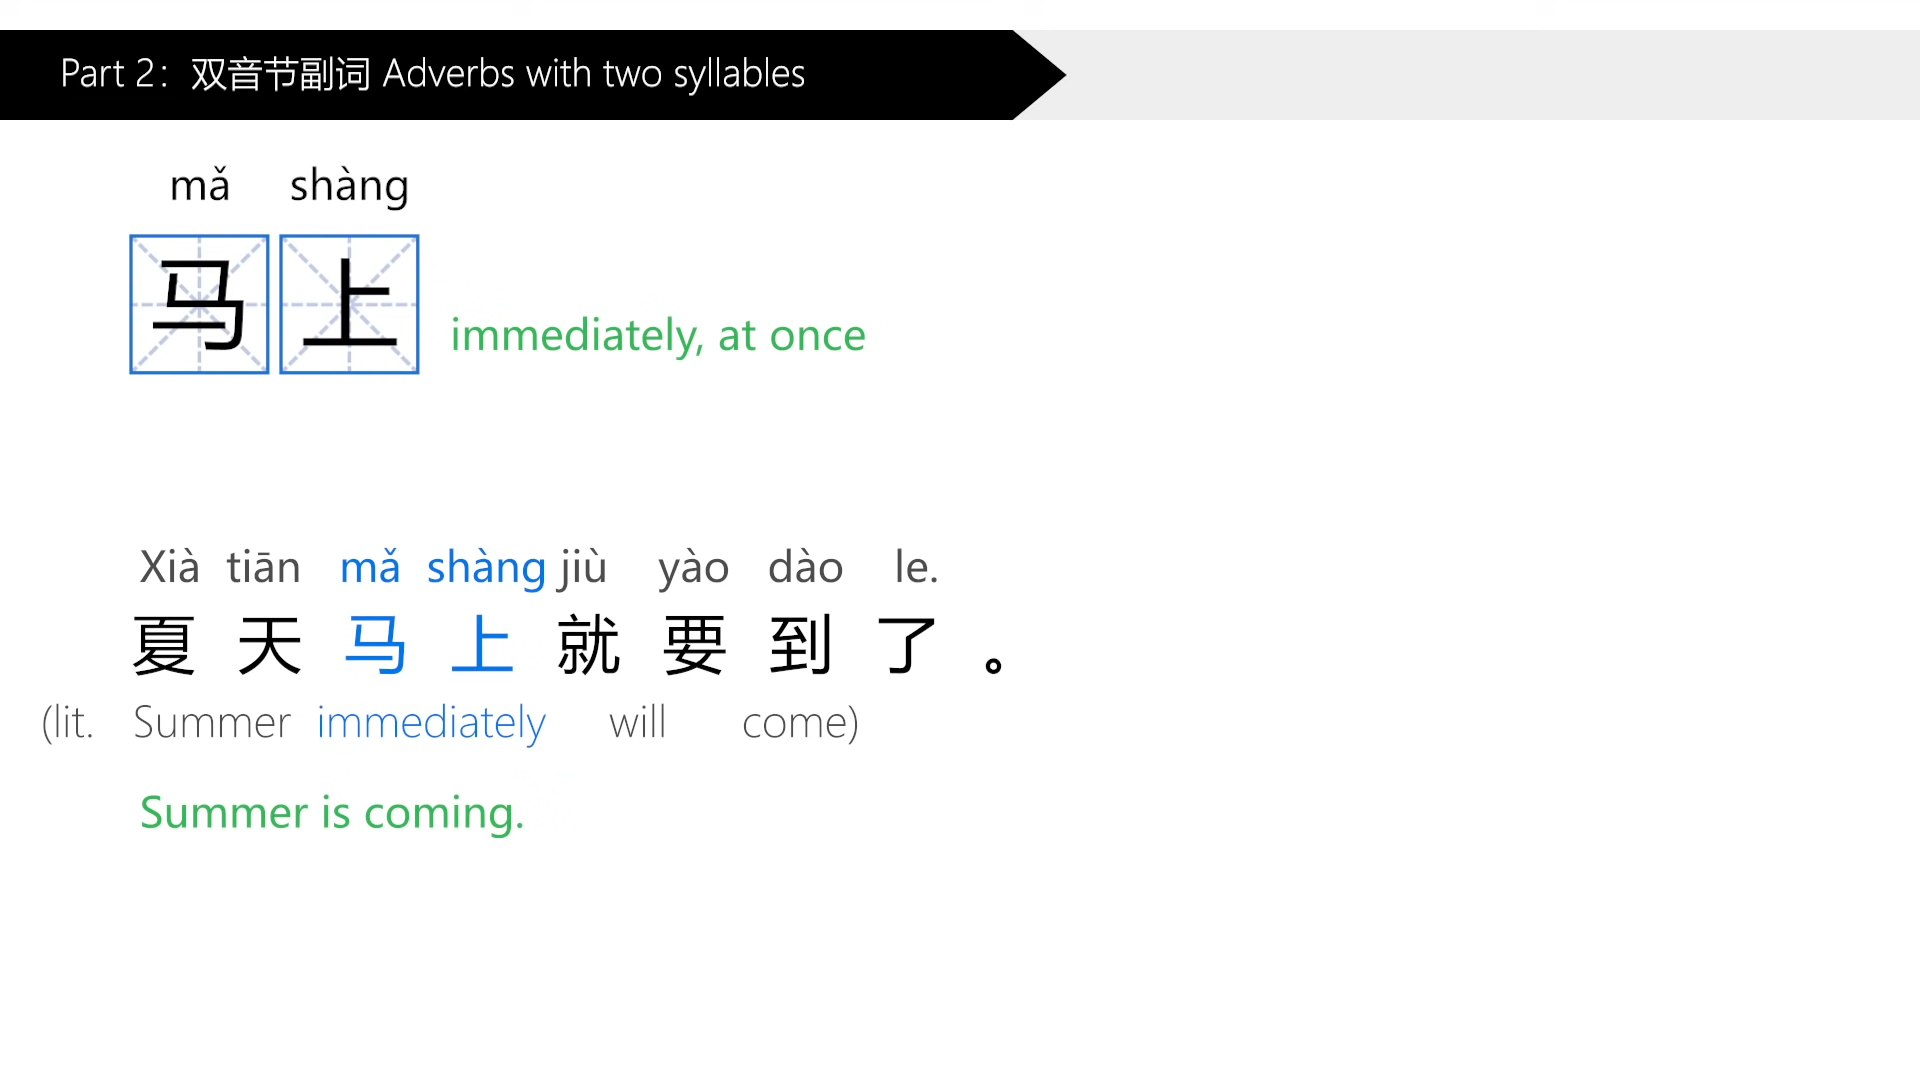 Part 2：双音节副词 Adverbs with two syllables
mǎ shàng
马上 immediately, at once
Xià tiān mǎ shàng jiù yào dào le.
夏天马上就要到了。
(lit. Summer immediately will come)
Summer is coming.